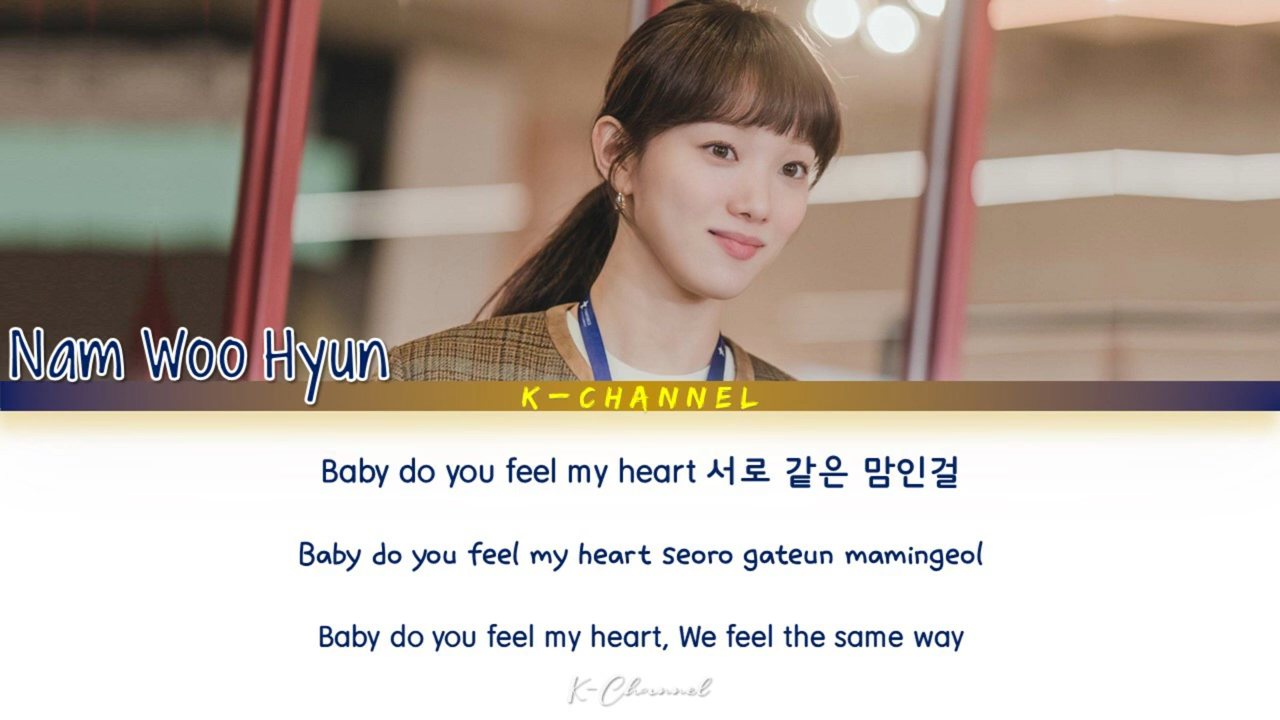 Nam Woo Hyun
K-CHANNEL
Baby do you feel my heart 서로 같은 맘인걸
Baby do you feel my heart seoro gateun mamingeol
Baby do you feel my heart, We feel the same way
K-Channel